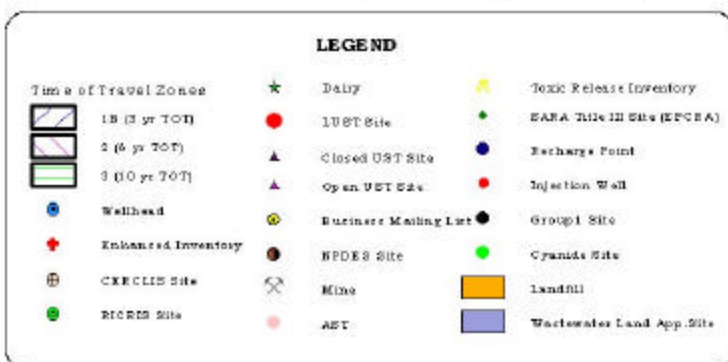 LEGEND
Time of Travel Zones
1B (3 yr TOT)
2 (6 yr TOT)
3 (10 yr TOT)
Wellhead
Enhanced Inventory
CERCLIS Site
RICRIS Site
Dairy
LUST Site
Closed UST Site
Open UST Site
Business Mailing List
NPDES Site
Mine
AST
Toxic Release Inventory
SARA Title III Site (EPCRA)
Recharge Point
Injection Well
Group1 Site
Cyanide Site
Landfill
Wastewater Land App.Site